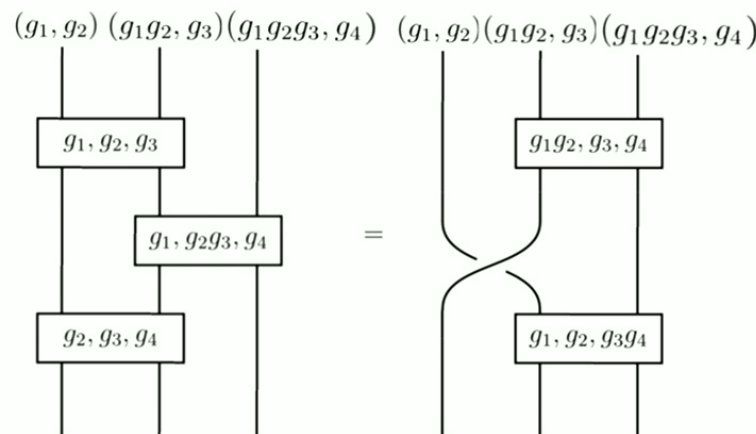 (g₁, g₂) (g₁g₂, g₃)(g₁g₂g₃, g₄) (g₁, g₂)(g₁g₂, g₃)(g₁g₂g₃, g₄)
g₁, g₂, g₃ g₁g₂, g₃, g₄
g₁, g₂g₃, g₄ =
g₂, g₃, g₄ g₁, g₂, g₃g₄